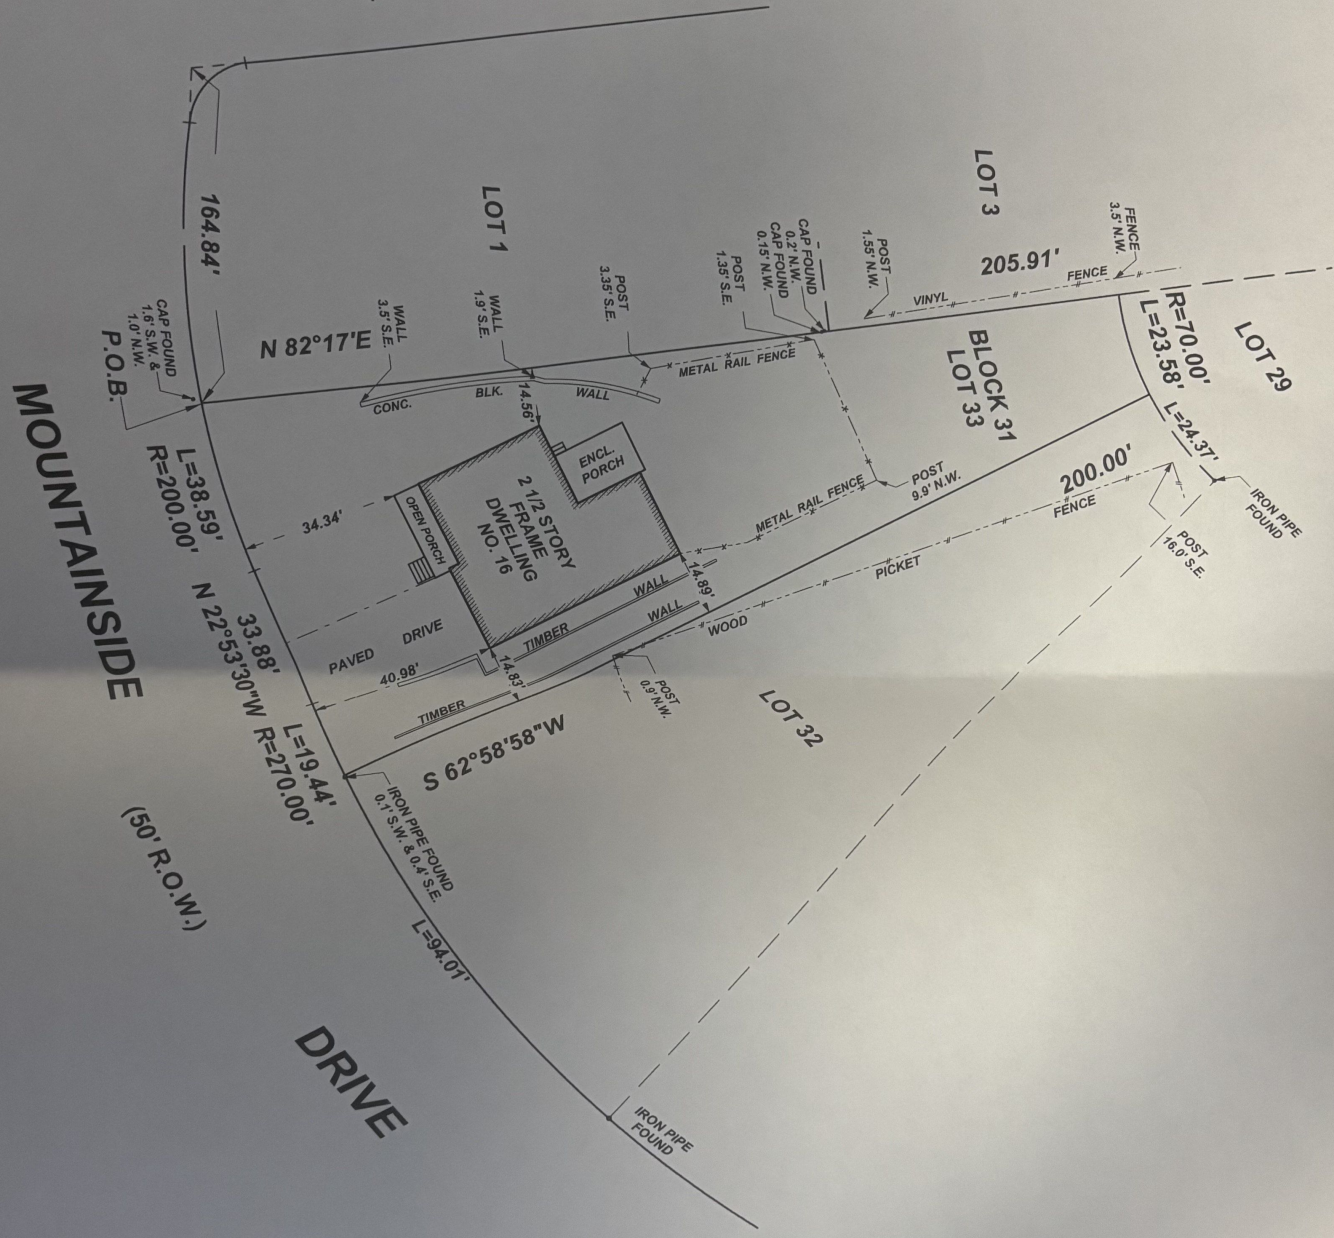 164.84'
LOT 1
LOT 3
FENCE
3.5' N.W.
205.91'
FENCE
VINYL
POST
1.55' N.W.
CAP FOUND
0.2' N.W.
CAP FOUND
0.15' N.W.
POST
1.35' S.E.
POST
3.35' S.E.
WALL
1.9' S.E.
WALL
3.5' S.E.
N 82°17'E
CAP FOUND
1.6' S.W. &
1.0' N.W.
P.O.B.
METAL RAIL FENCE
BLOCK 31
LOT 33
R=70.00'
L=23.58'
LOT 29
L=24.37'
IRON PIPE
FOUND
200.00'
FENCE
POST
16.0' S.E.
CONC.
BLK.
WALL
14.56'
ENCL.
PORCH
2 1/2 STORY
FRAME
DWELLING
NO. 16
OPEN PORCH
34.34'
METAL RAIL FENCE
POST
9.9' N.W.
PICKET
WOOD
14.89'
WALL
TIMBER
WALL
TIMBER
14.83'
40.98'
PAVED
DRIVE
POST
0.9' N.W.
LOT 32
S 62°58'58"W
L=38.59'
R=200.00'
33.88'
N 22°53'30"W
L=19.44'
R=270.00'
IRON PIPE FOUND
0.1' S.W. & 0.4' S.E.
L=94.01'
IRON PIPE
FOUND
MOUNTAINSIDE
(50' R.O.W.)
DRIVE